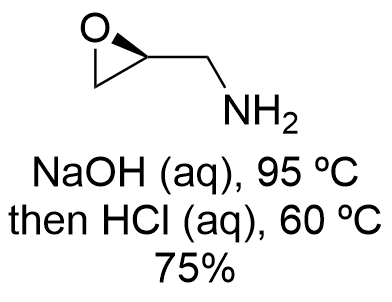 O
NH₂
NaOH (aq), 95 ºC
then HCl (aq), 60 ºC
75%